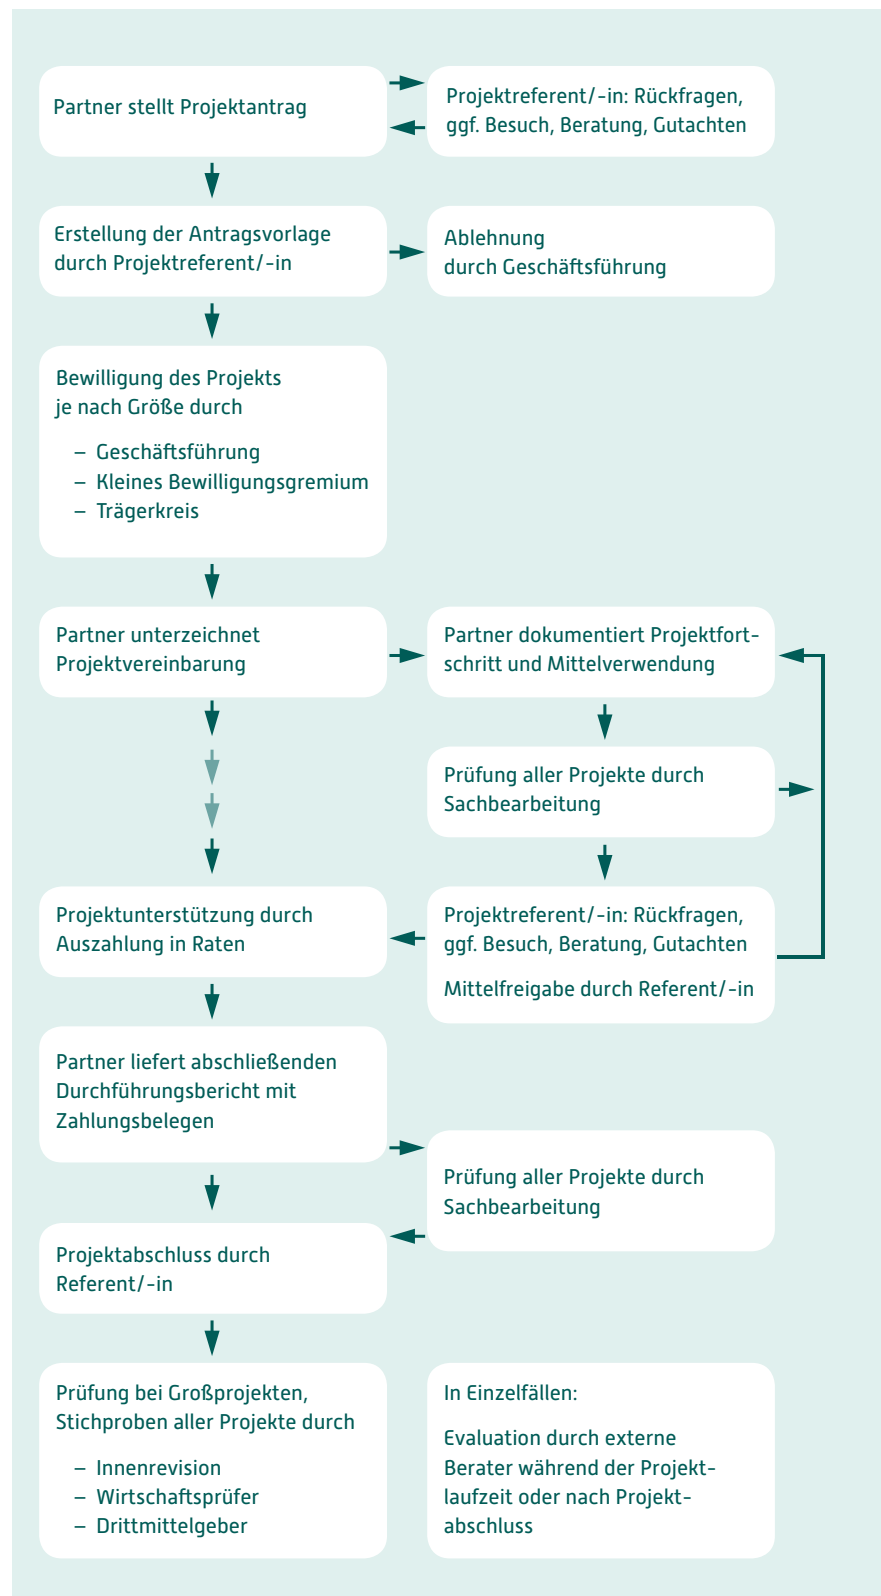 Partner stellt Projektantrag
Projektreferent/-in: Rückfragen,
ggf. Besuch, Beratung, Gutachten
Erstellung der Antragsvorlage
durch Projektreferent/-in
Ablehnung
durch Geschäftsführung
Bewilligung des Projekts
je nach Größe durch
– Geschäftsführung
– Kleines Bewilligungsgremium
– Trägerkreis
Partner unterzeichnet
Projektvereinbarung
Partner dokumentiert Projektfort-
schritt und Mittelverwendung
Prüfung aller Projekte durch
Sachbearbeitung
Projektunterstützung durch
Auszahlung in Raten
Projektreferent/-in: Rückfragen,
ggf. Besuch, Beratung, Gutachten
Mittelfreigabe durch Referent/-in
Partner liefert abschließenden
Durchführungsbericht mit
Zahlungsbelegen
Prüfung aller Projekte durch
Sachbearbeitung
Projektabschluss durch
Referent/-in
Prüfung bei Großprojekten,
Stichproben aller Projekte durch
– Innenrevision
– Wirtschaftsprüfer
– Drittmittelgeber
In Einzelfällen:
Evaluation durch externe
Berater während der Projekt-
laufzeit oder nach Projekt-
abschluss